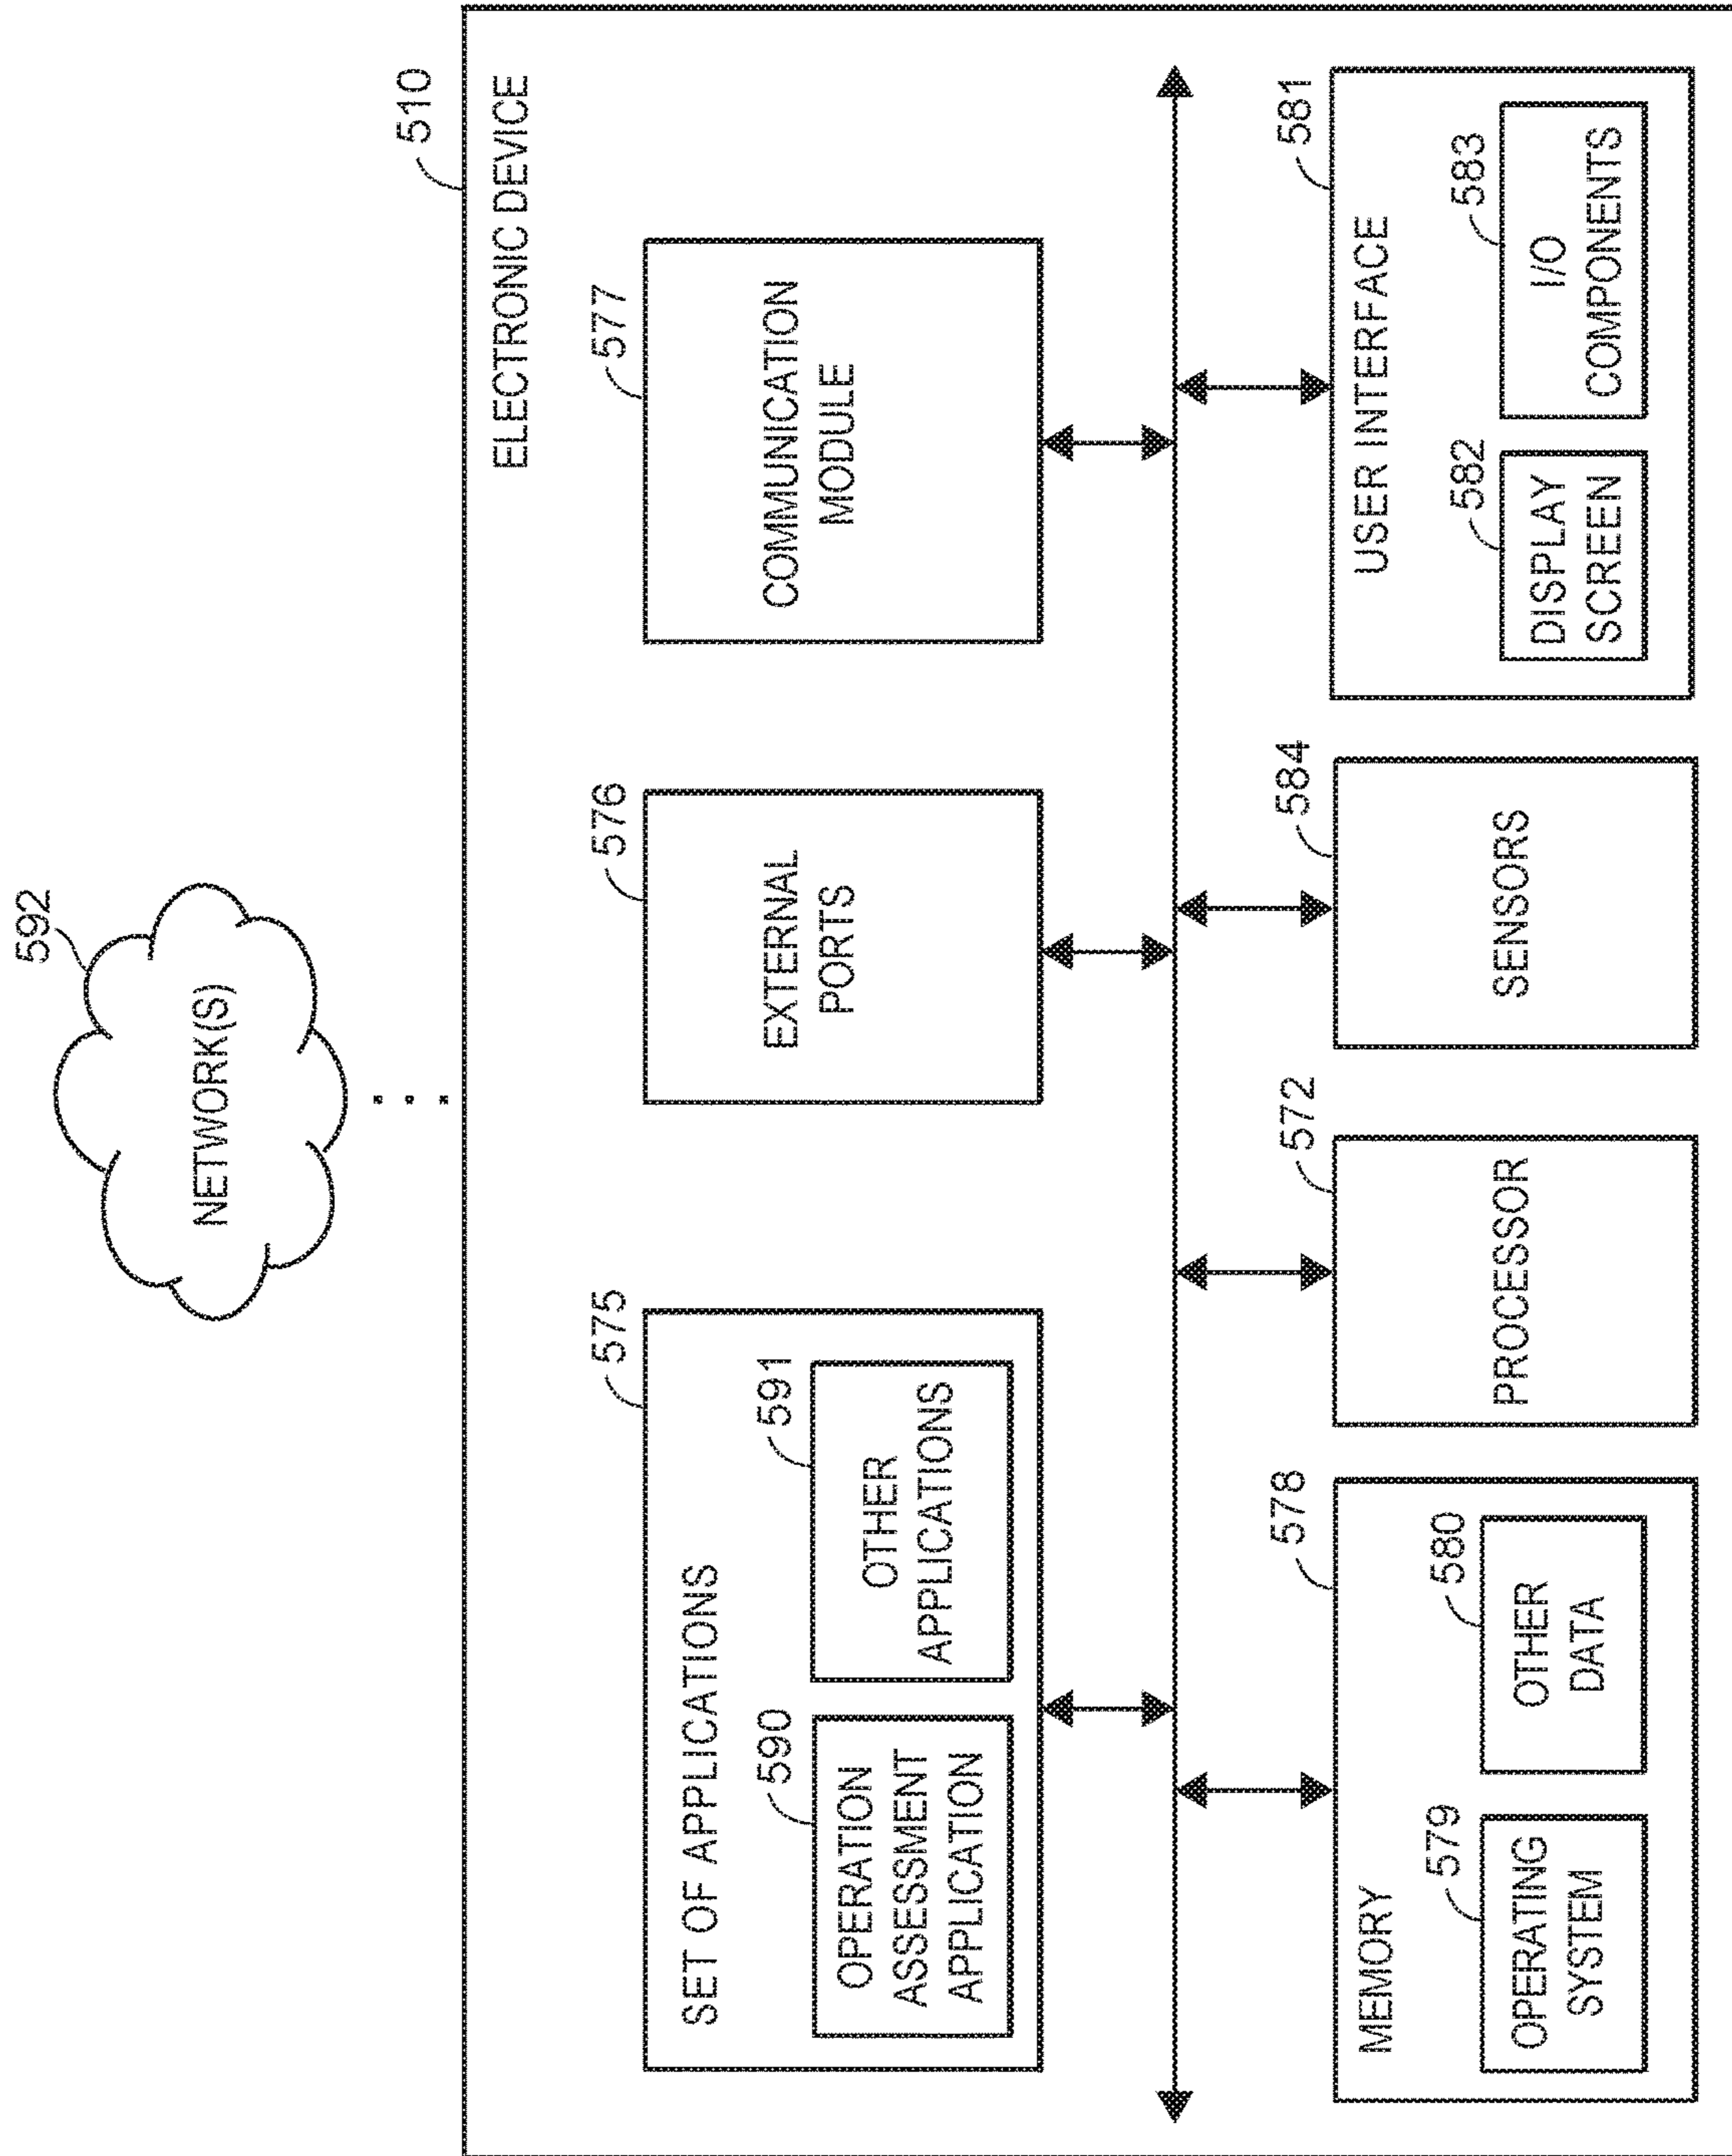 592
NETWORK(S)
510
ELECTRONIC DEVICE
575
SET OF APPLICATIONS
590
OPERATION
ASSESSMENT
APPLICATION
591
OTHER
APPLICATIONS
576
EXTERNAL
PORTS
577
COMMUNICATION
MODULE
578
MEMORY
579
OPERATING
SYSTEM
580
OTHER
DATA
572
PROCESSOR
584
SENSORS
581
USER INTERFACE
582
DISPLAY
SCREEN
583
I/O
COMPONENTS